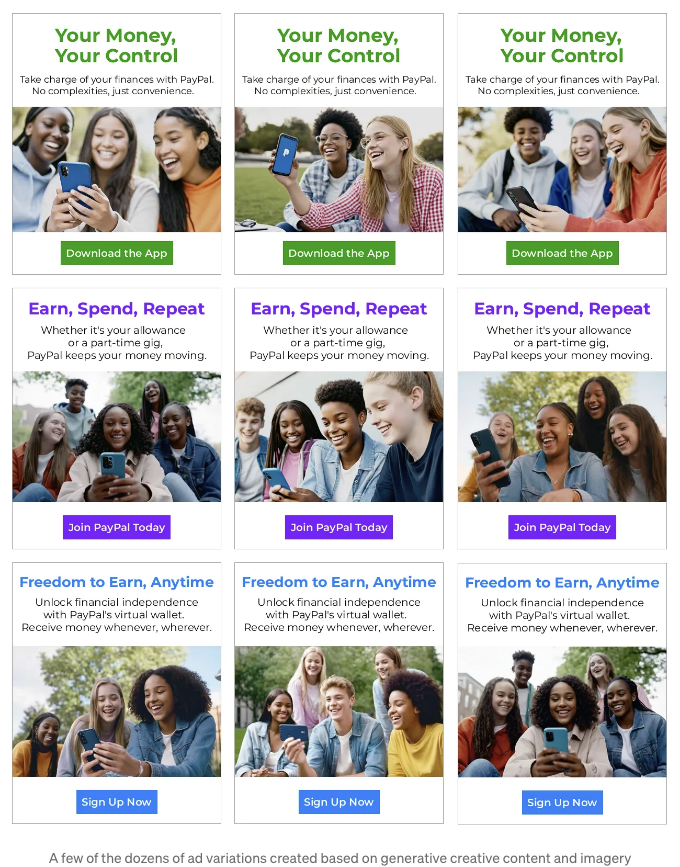 Your Money,
Your Control
Take charge of your finances with PayPal.
No complexities, just convenience.
Download the App
Your Money,
Your Control
Take charge of your finances with PayPal.
No complexities, just convenience.
Download the App
Your Money,
Your Control
Take charge of your finances with PayPal.
No complexities, just convenience.
Download the App
Earn, Spend, Repeat
Whether it's your allowance
or a part-time gig,
PayPal keeps your money moving.
Join PayPal Today
Earn, Spend, Repeat
Whether it's your allowance
or a part-time gig,
PayPal keeps your money moving.
Join PayPal Today
Earn, Spend, Repeat
Whether it's your allowance
or a part-time gig,
PayPal keeps your money moving.
Join PayPal Today
Freedom to Earn, Anytime
Unlock financial independence
with PayPal's virtual wallet.
Receive money whenever, wherever.
Sign Up Now
Freedom to Earn, Anytime
Unlock financial independence
with PayPal's virtual wallet.
Receive money whenever, wherever.
Sign Up Now
Freedom to Earn, Anytime
Unlock financial independence
with PayPal's virtual wallet.
Receive money whenever, wherever.
Sign Up Now
A few of the dozens of ad variations created based on generative creative content and imagery